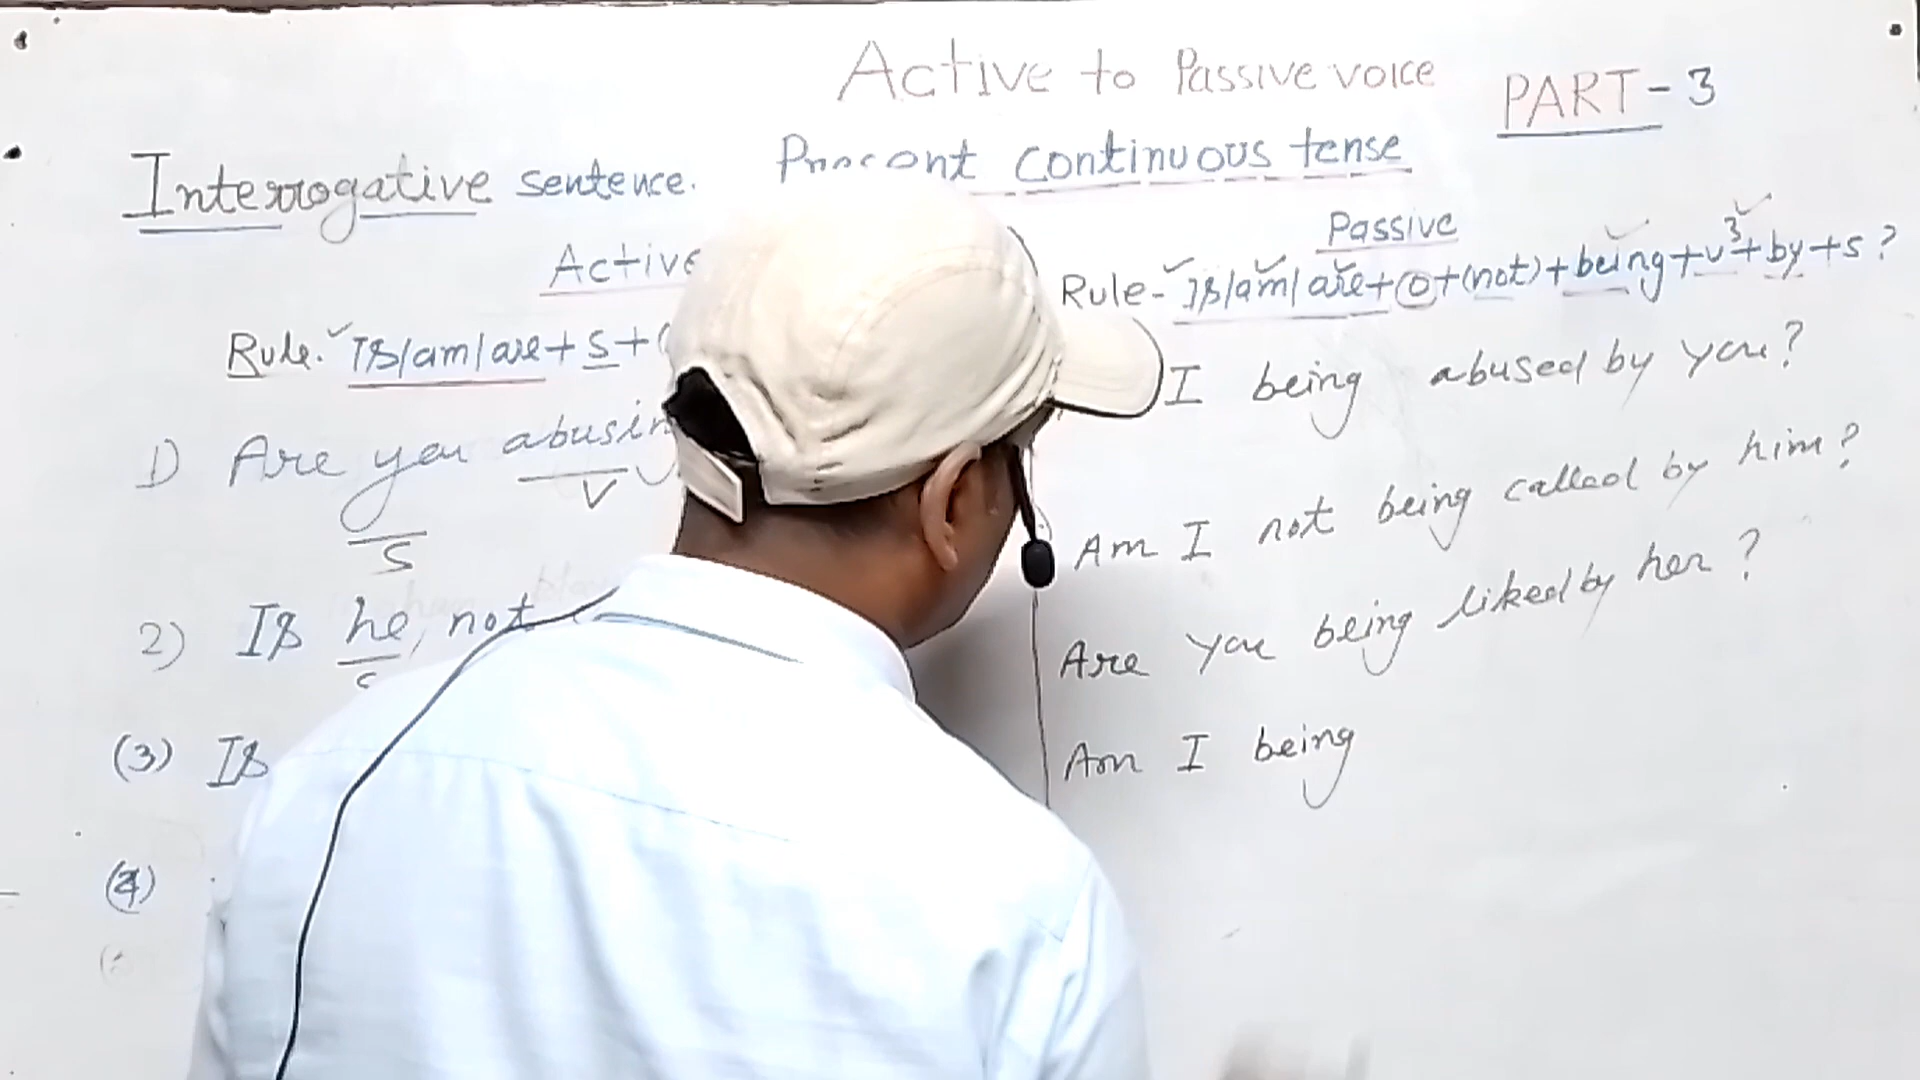 Active to Passive voice PART-3
Interrogative sentence. Present continuous tense
Active
Passive
Rule. Is/am/are+S+(
Rule- Is/am/are+O+(not)+being+v3+by+S?
1) Are you abusing
V
S
I being abused by you?
2) Is he not
S
Am I not being called by him?
Are you being liked by her?
(3) Is
Am I being
(4)